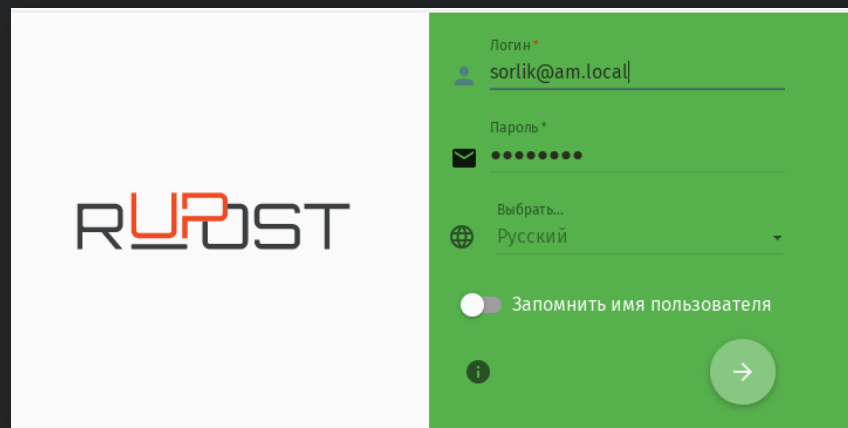 RUPOST
Логин *
sorlik@am.local
Пароль *
••••••••
Выбрать...
Русский
Запомнить имя пользователя